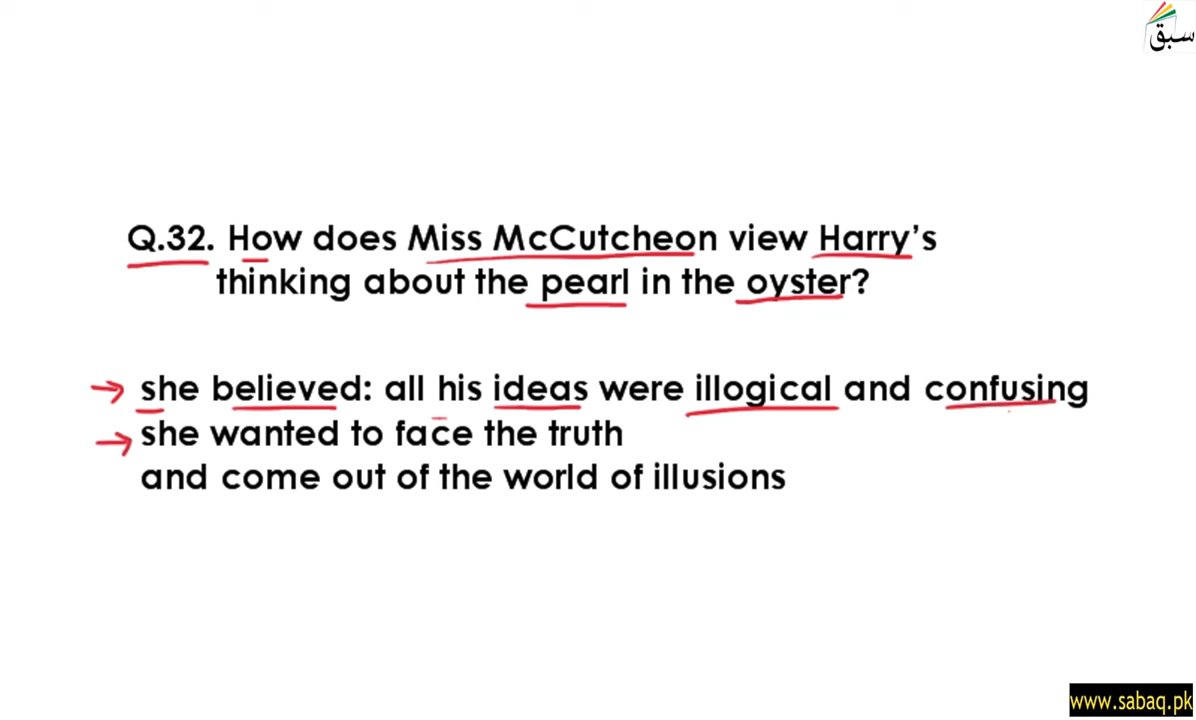 سبق
Q.32. How does Miss McCutcheon view Harry's
thinking about the pearl in the oyster?
she believed: all his ideas were illogical and confusing
she wanted to face the truth
and come out of the world of illusions
www.sabaq.pk